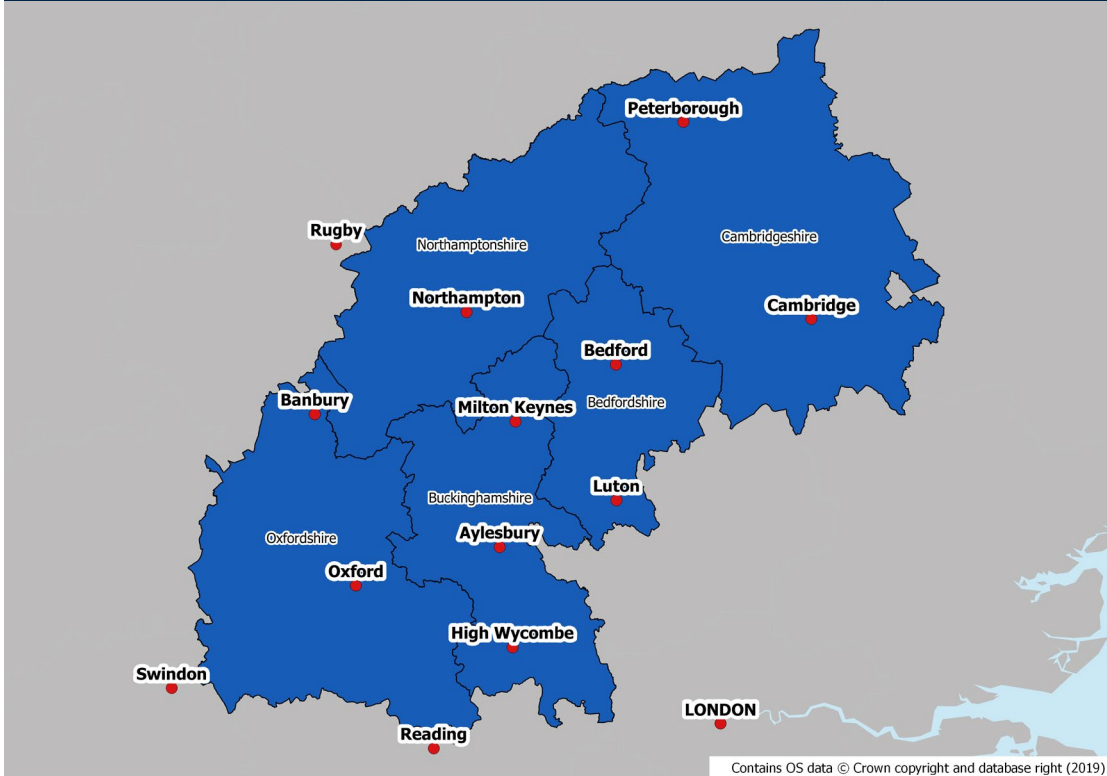 Peterborough
Rugby
Northamptonshire
Cambridgeshire
Northampton
Cambridge
Bedford
Banbury
Milton Keynes
Bedfordshire
Luton
Buckinghamshire
Aylesbury
Oxfordshire
Oxford
High Wycombe
Swindon
LONDON
Reading
Contains OS data © Crown copyright and database right (2019)